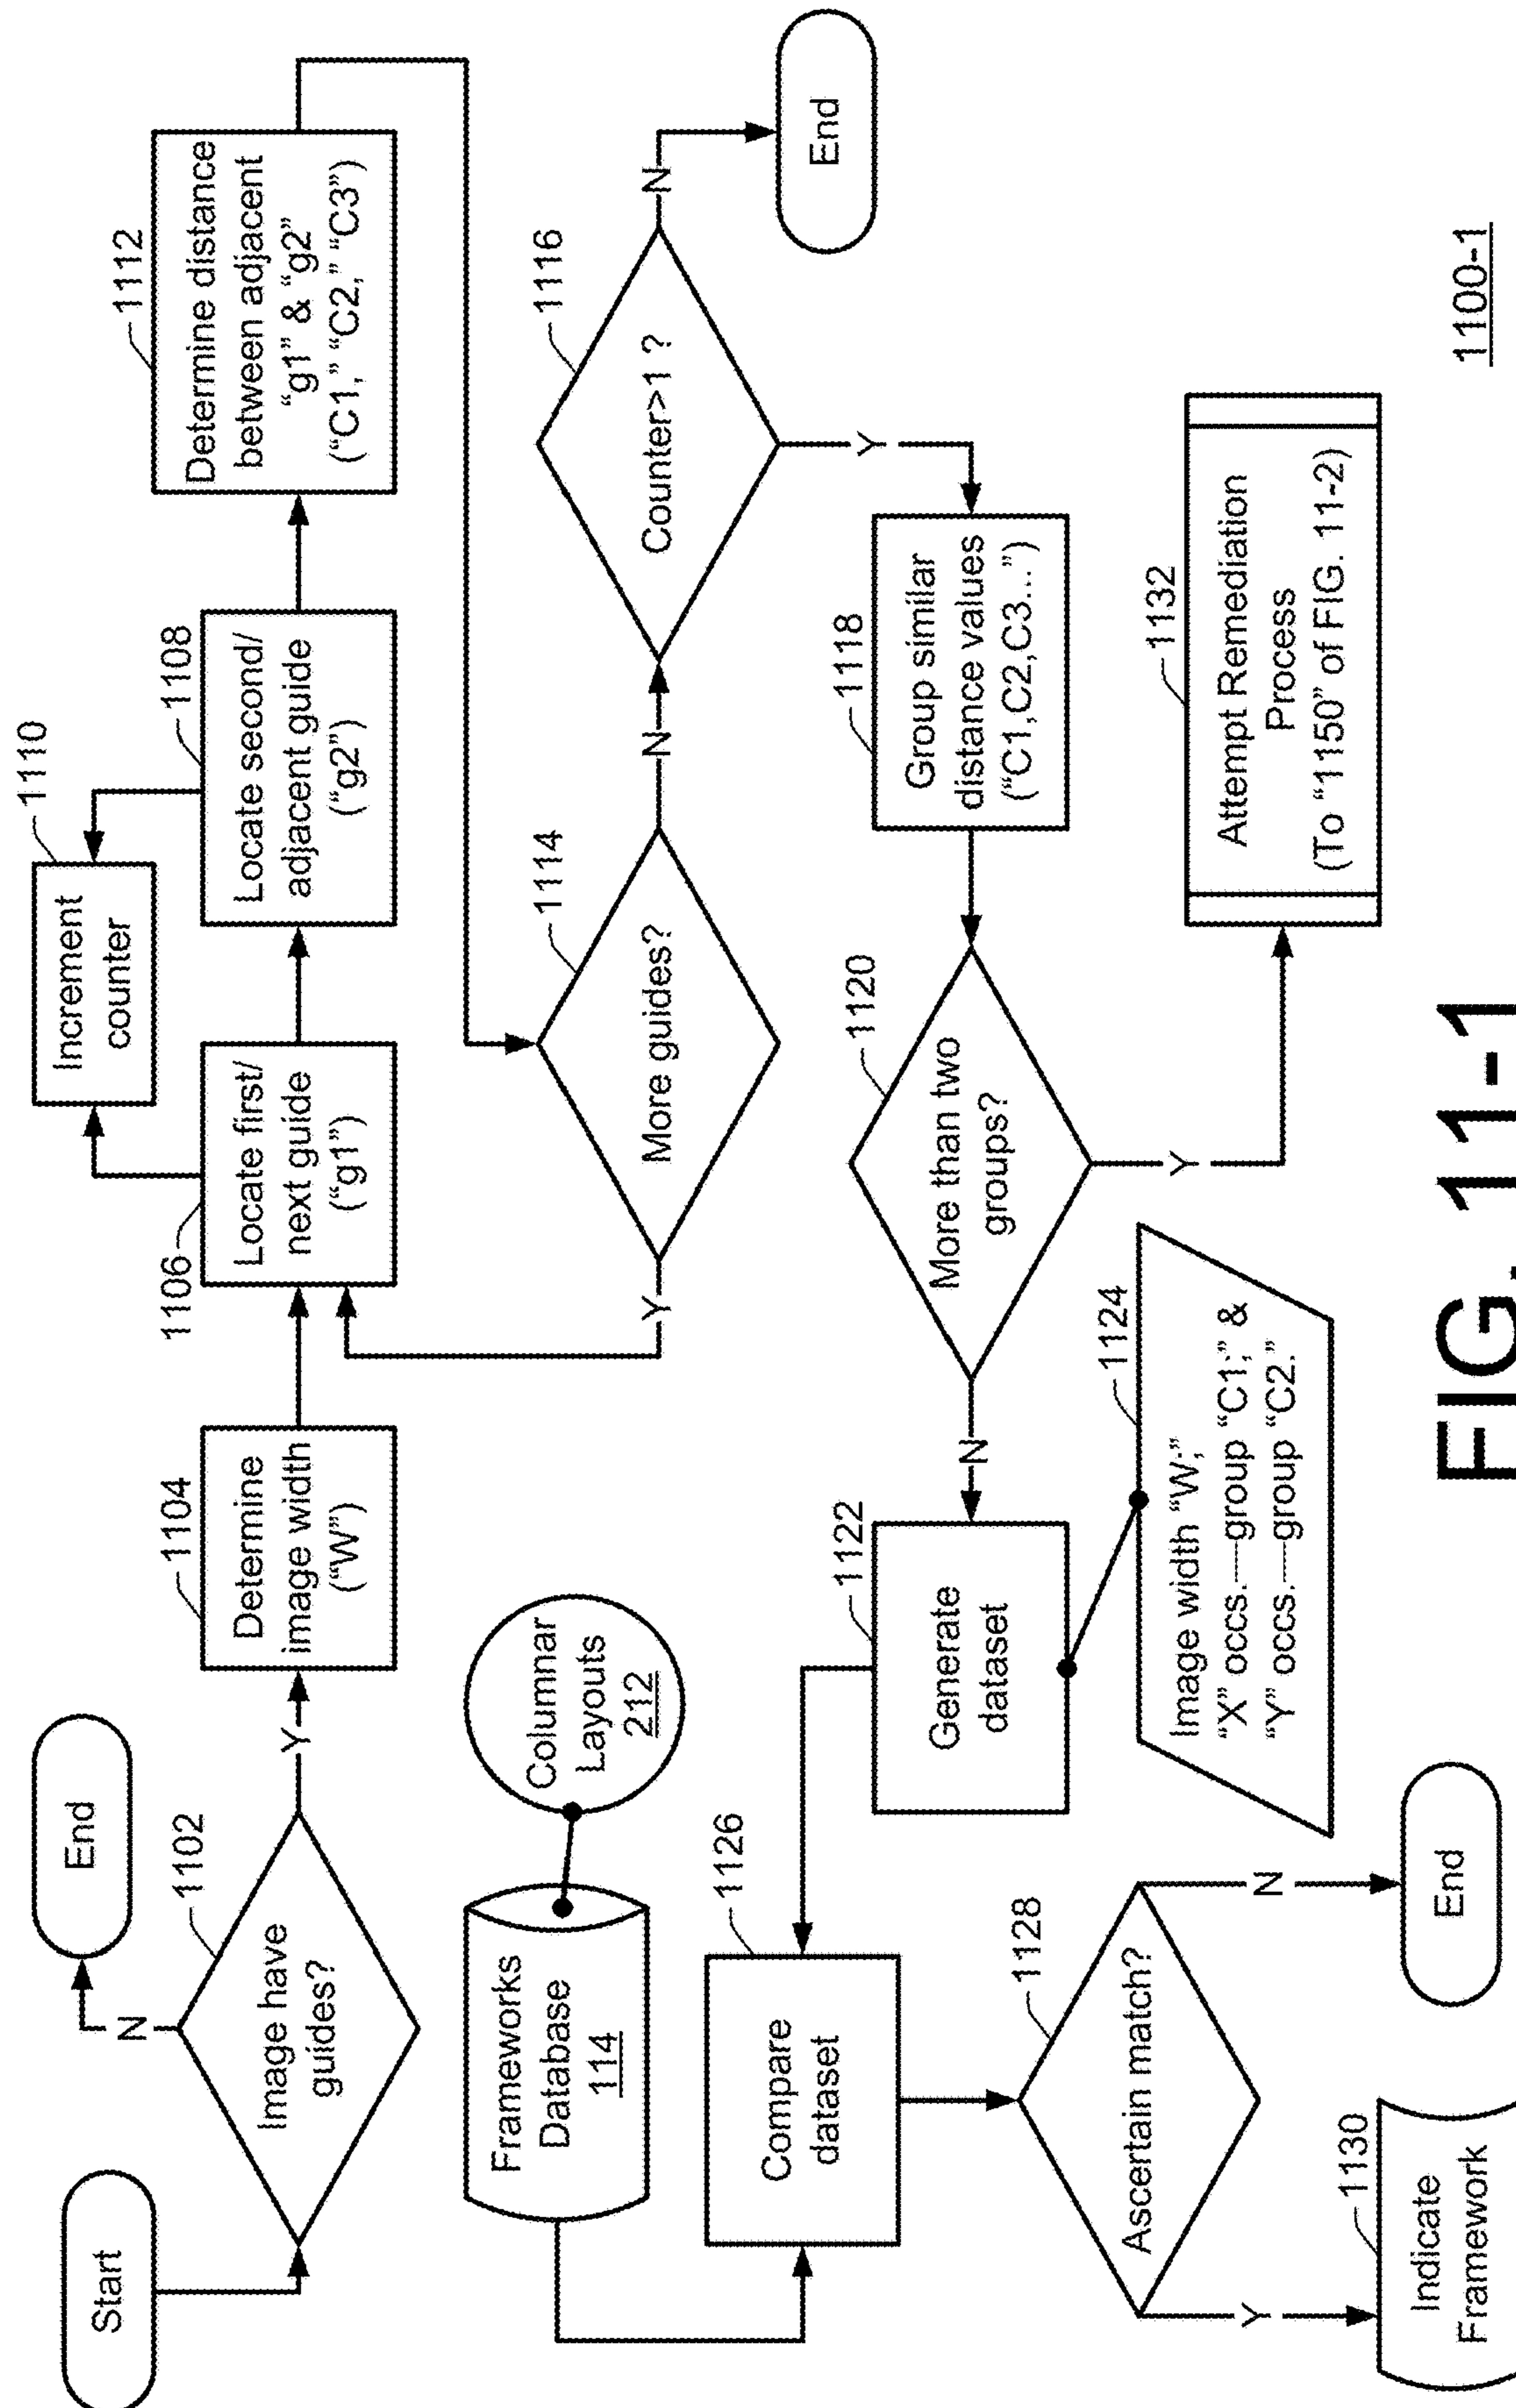 Start
Image have
guides?
1102
N
End
Y
1104
Determine
image width
("W")
1106
Locate first/
next guide
("g1")
1110
Increment
counter
1108
Locate second/
adjacent guide
("g2")
1112
Determine distance
between adjacent
"g1" & "g2"
("C1," "C2," "C3")
1114
More guides?
Y
N
1116
Counter>1 ?
N
End
Y
1118
Group similar
distance values
("C1,C2,C3...")
1120
More than two
groups?
N
Y
1132
Attempt Remediation
Process
(To "1150" of FIG. 11-2)
1122
Generate
dataset
1124
Image width "W;"
"X" occs.—group "C1;" &
"Y" occs.—group "C2."
Frameworks
Database
114
Columnar
Layouts
212
1126
Compare
dataset
1128
Ascertain match?
Y
N
End
1130
Indicate
Framework
1100-1
FIG. 11-1